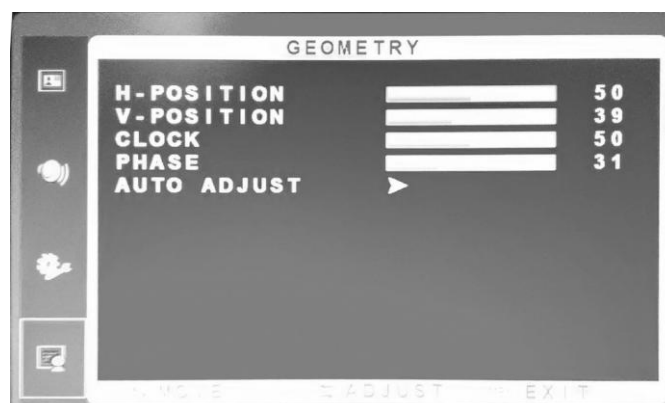 GEOMETRY
H-POSITION 50
V-POSITION 39
CLOCK 50
PHASE 31
AUTO ADJUST
MOVE ADJUST EXIT